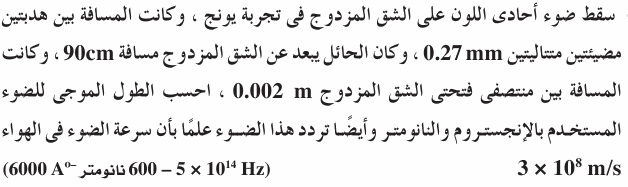 سقط ضوء أحادى اللون على الشق المزدوج فى تجربة يونج ، وكانت المسافة بين هدبتين
مضيئتين متتاليتين 0.27 mm ، وكان الحائل يبعد عن الشق المزدوج مسافة 90cm ، وكانت
المسافة بين منتصفى فتحتى الشق المزدوج 0.002 m ، احسب الطول الموجى للضوء
المستخدم بالإنجستروم والنانومتر وأيضًا تردد هذا الضوء علمًا بأن سرعة الضوء فى الهواء
3 × 10⁸ m/s (6000 Aº– نانومتر 600 – 5 × 10¹⁴ Hz)